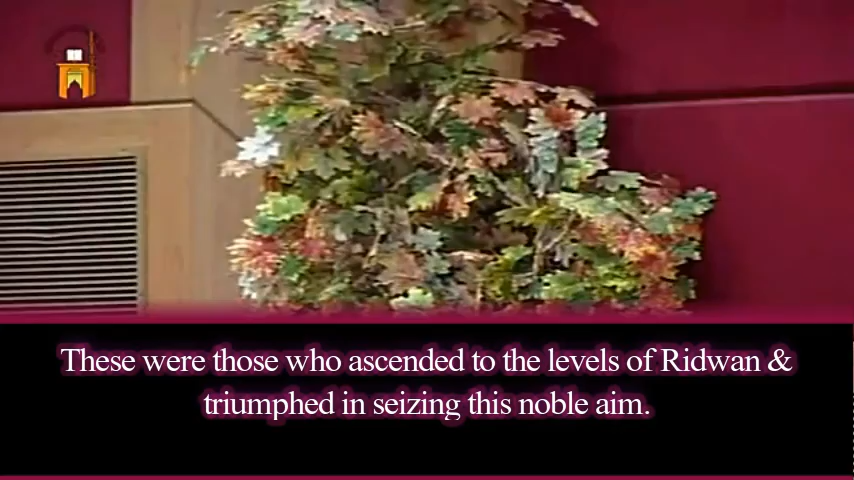 These were those who ascended to the levels of Ridwan &
triumphed in seizing this noble aim.